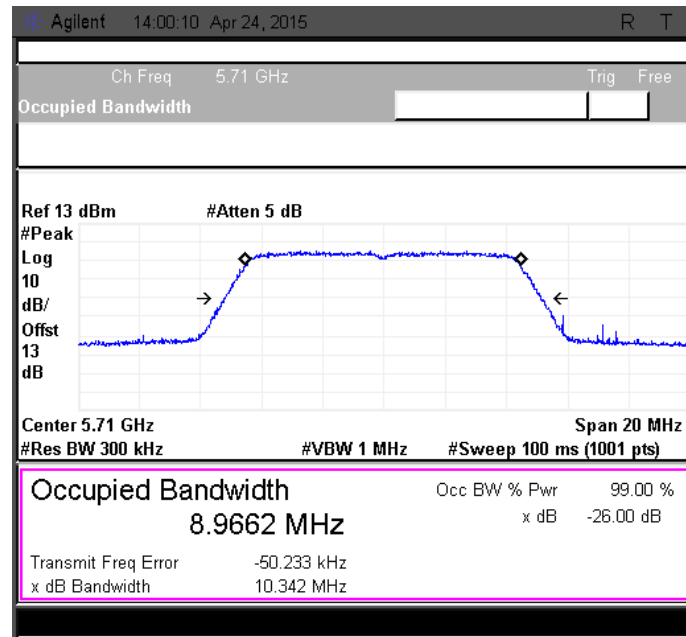 Agilent 14:00:10 Apr 24, 2015 R T
Ch Freq 5.71 GHz Trig Free
Occupied Bandwidth
Ref 13 dBm #Atten 5 dB
#Peak
Log
10
dB/
Offst
13
dB
Center 5.71 GHz Span 20 MHz
#Res BW 300 kHz #VBW 1 MHz #Sweep 100 ms (1001 pts)
Occupied Bandwidth Occ BW % Pwr 99.00 %
8.9662 MHz x dB -26.00 dB
Transmit Freq Error -50.233 kHz
x dB Bandwidth 10.342 MHz